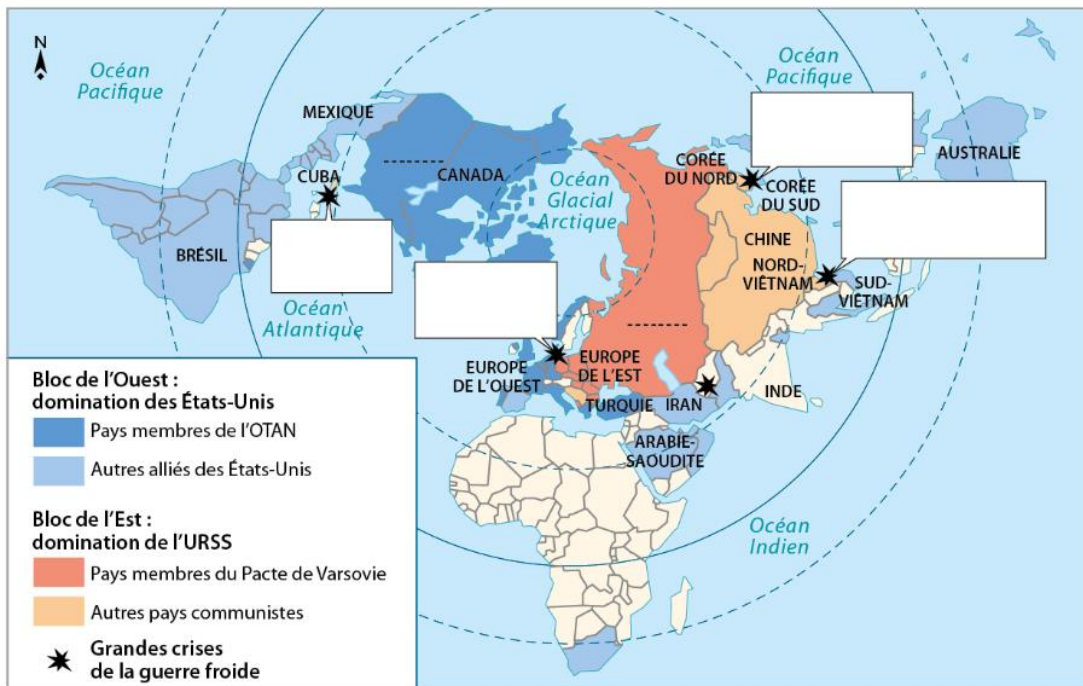 N
Océan
Pacifique
Océan
Pacifique
MEXIQUE
CUBA
CANADA
Océan
Glacial
Arctique
CORÉE
DU NORD
CORÉE
DU SUD
AUSTRALIE
BRÉSIL
CHINE
NORD-
VIÊTNAM
SUD-
VIÊTNAM
Océan
Atlantique
EUROPE
DE L'OUEST
EUROPE
DE L'EST
TURQUIE
IRAN
INDE
ARABIE-
SAOUDITE
Océan
Indien
Bloc de l'Ouest :
domination des États-Unis
Pays membres de l'OTAN
Autres alliés des États-Unis
Bloc de l'Est :
domination de l'URSS
Pays membres du Pacte de Varsovie
Autres pays communistes
Grandes crises
de la guerre froide